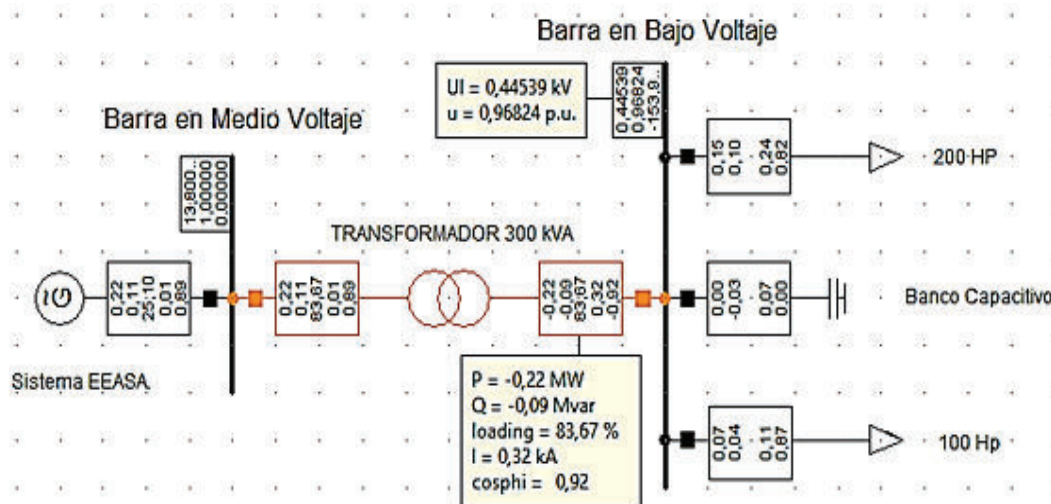 Barra en Bajo Voltaje
Ul = 0,44539 kV
u = 0,96824 p.u.
0,44539
0,96824
-153,9..
Barra en Medio Voltaje
13,800...
1,00000
0,00000
0,15
0,10
0,24
0,82
200 HP
TRANSFORMADOR 300 kVA
G
0,22
0,11
25,10
0,01
0,89
0,22
0,11
83,67
0,01
0,89
-0,22
-0,09
83,67
0,32
-0,92
0,00
-0,03
0,07
0,00
Banco Capacitivo
Sistema EEASA.
P = -0,22 MW
Q = -0,09 Mvar
loading = 83,67 %
I = 0,32 kA
cosphi = 0,92
0,07
0,04
0,11
0,87
100 Hp